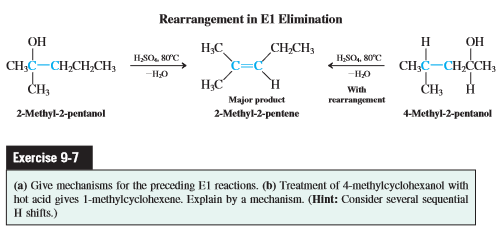 Rearrangement in E1 Elimination
OH
CH₃C—CH₂CH₂CH₃
CH₃
2-Methyl-2-pentanol
H₂SO₄, 80°C
−H₂O
H₃C CH₂CH₃
C=C
H₃C H
Major product
2-Methyl-2-pentene
H₂SO₄, 80°C
−H₂O
With
rearrangement
H OH
CH₃C—CH₂CCH₃
CH₃ H
4-Methyl-2-pentanol
Exercise 9-7
(a) Give mechanisms for the preceding E1 reactions. (b) Treatment of 4-methylcyclohexanol with
hot acid gives 1-methylcyclohexene. Explain by a mechanism. (Hint: Consider several sequential
H shifts.)